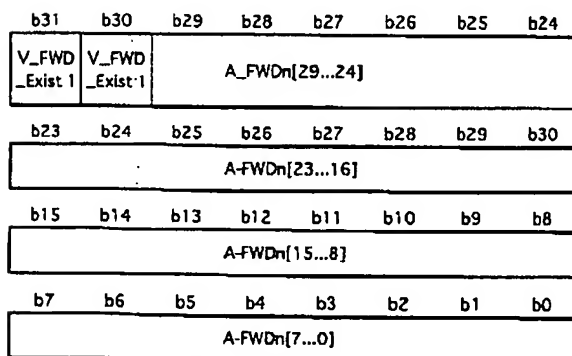 b31 b30 b29 b28 b27 b26 b25 b24
V_FWD V_FWD
_Exist 1 _Exist 1 A_FWDn[29...24]
b23 b24 b25 b26 b27 b28 b29 b30
A-FWDn[23...16]
b15 b14 b13 b12 b11 b10 b9 b8
A-FWDn[15...8]
b7 b6 b5 b4 b3 b2 b1 b0
A-FWDn[7...0]